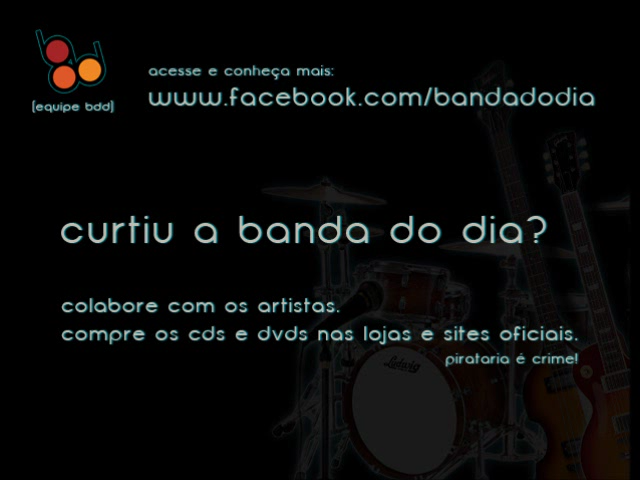 acesse e conheça mais:
www.facebook.com/bandadodia
(equipe bdd)
curtiu a banda do dia?
colabore com os artistas.
compre os cds e dvds nas lojas e sites oficiais.
pirataria é crime!
Ludwig